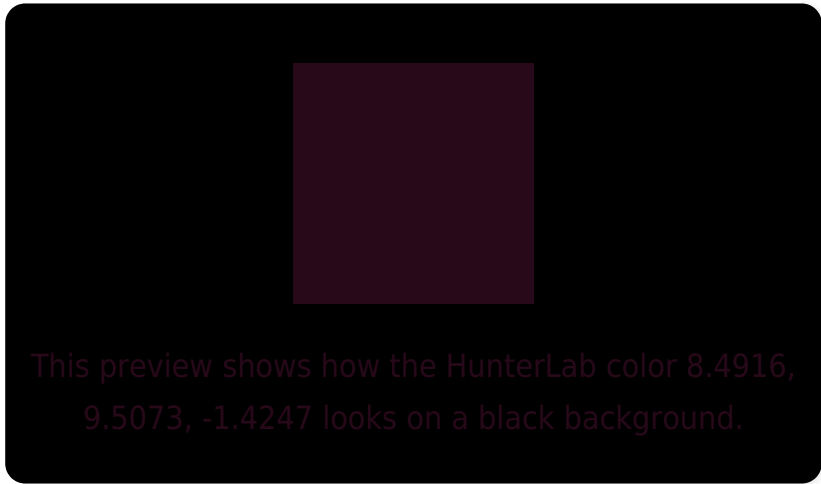 This preview shows how the HunterLab color 8.4916,
9.5073, -1.4247 looks on a black background.